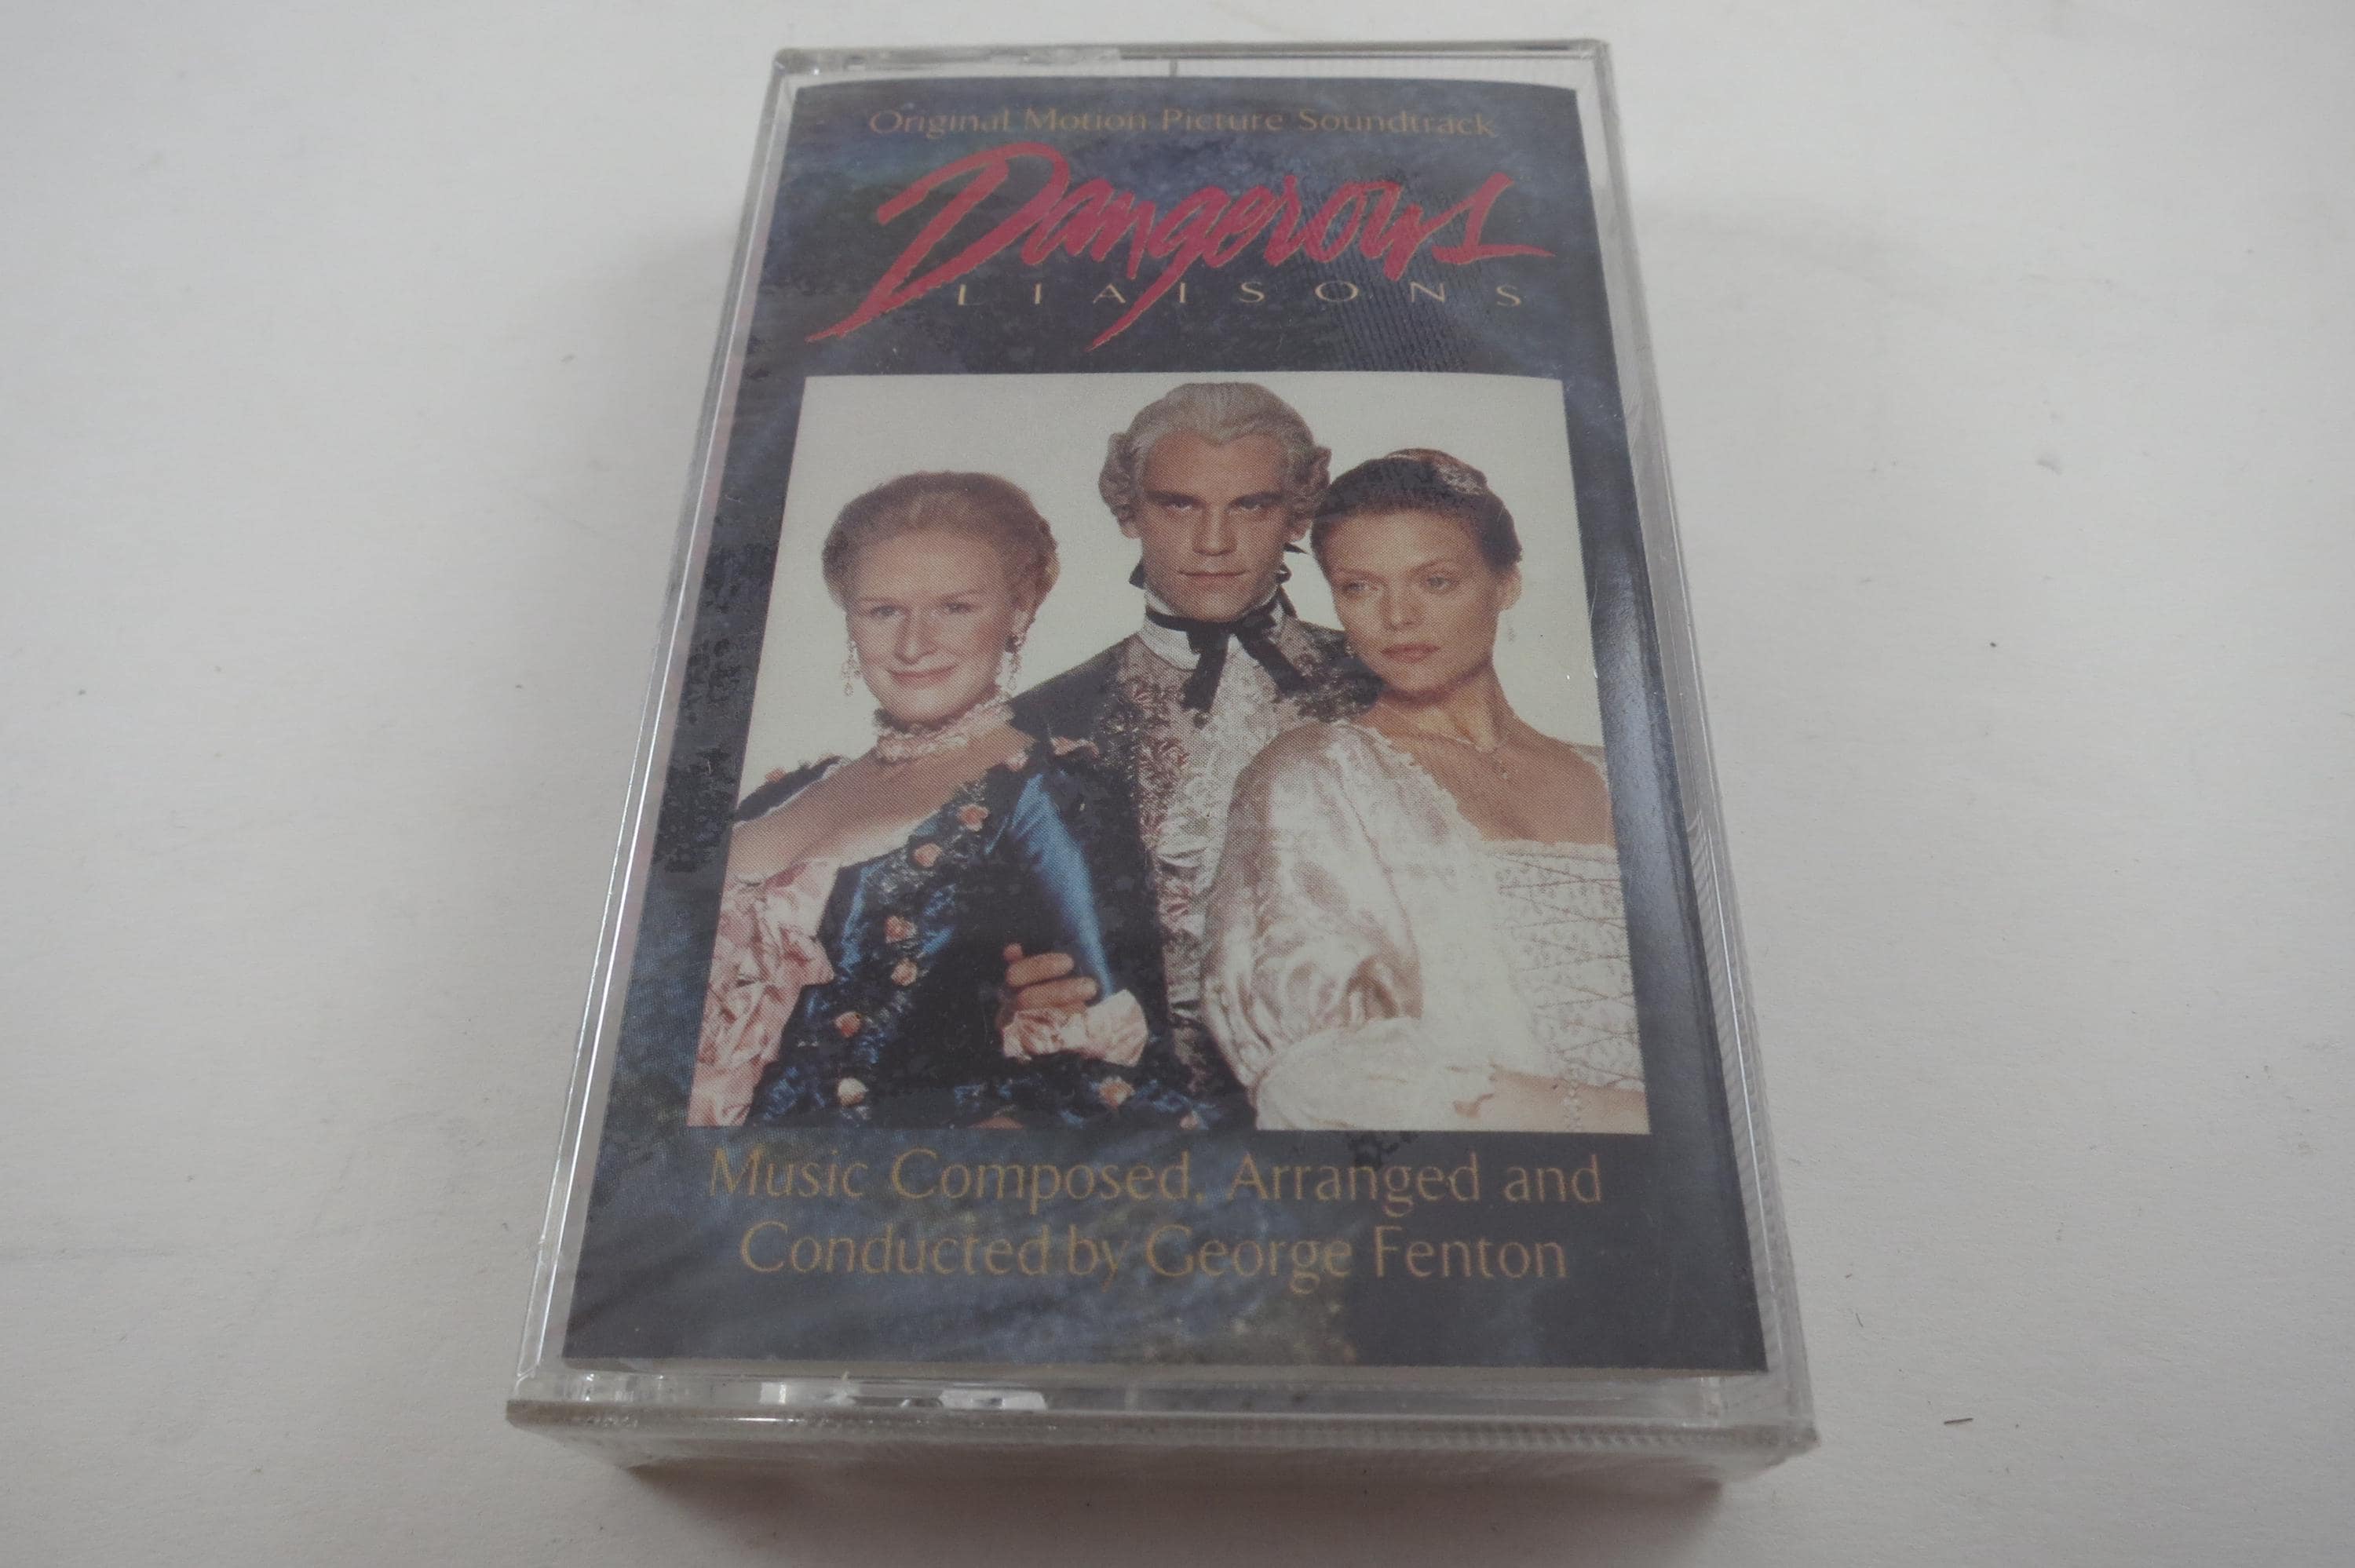 Original Motion Picture Soundtrack
Dangerous
LIAISONS
Music Composed, Arranged and
Conducted by George Fenton